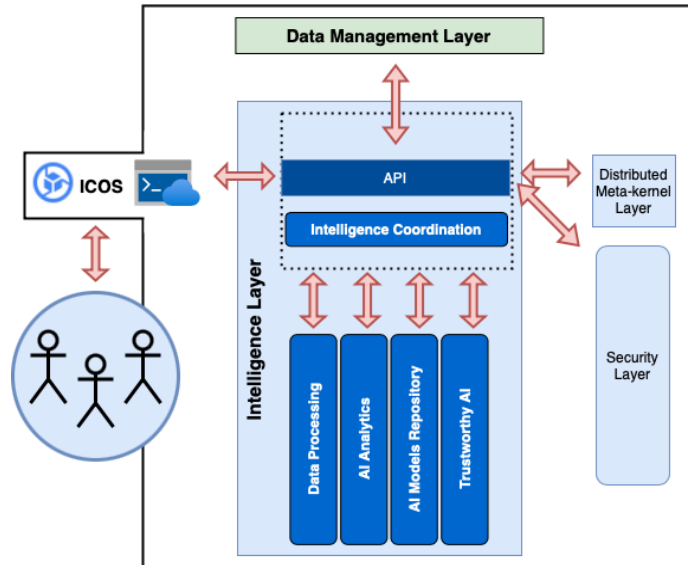 Data Management Layer
ICOS
API
Distributed
Meta-kernel
Layer
Intelligence Coordination
Intelligence Layer
Data Processing
AI Analytics
AI Models Repository
Trustworthy AI
Security
Layer